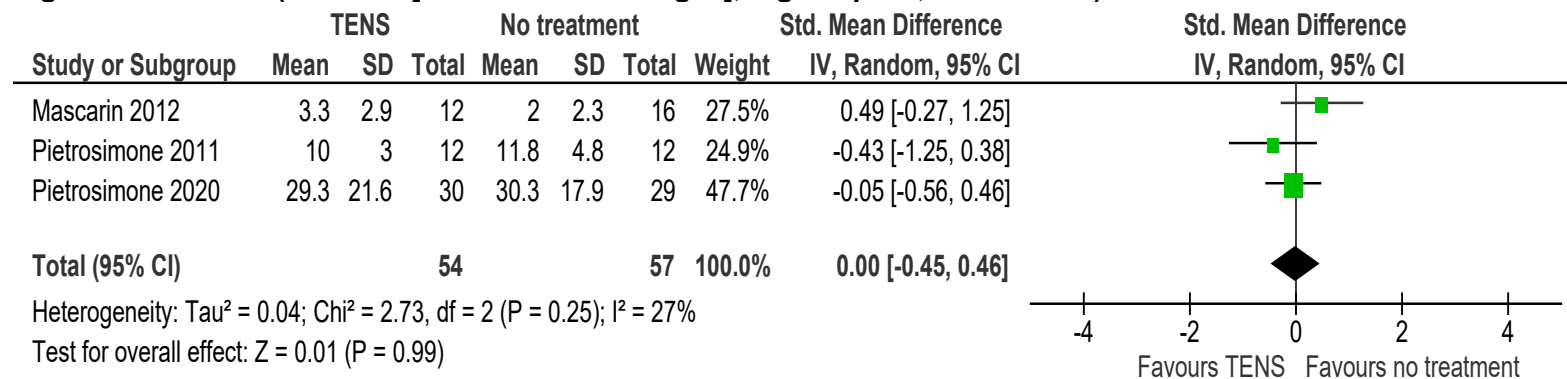 TENS No treatment Std. Mean Difference Std. Mean Difference
Study or Subgroup Mean SD Total Mean SD Total Weight IV, Random, 95% CI IV, Random, 95% CI
Mascarin 2012 3.3 2.9 12 2 2.3 16 27.5% 0.49 [-0.27, 1.25]
Pietrosimone 2011 10 3 12 11.8 4.8 12 24.9% -0.43 [-1.25, 0.38]
Pietrosimone 2020 29.3 21.6 30 30.3 17.9 29 47.7% -0.05 [-0.56, 0.46]
Total (95% CI) 54 57 100.0% 0.00 [-0.45, 0.46]
Heterogeneity: Tau² = 0.04; Chi² = 2.73, df = 2 (P = 0.25); I² = 27%
Test for overall effect: Z = 0.01 (P = 0.99)
-4 -2 0 2 4
Favours TENS Favours no treatment